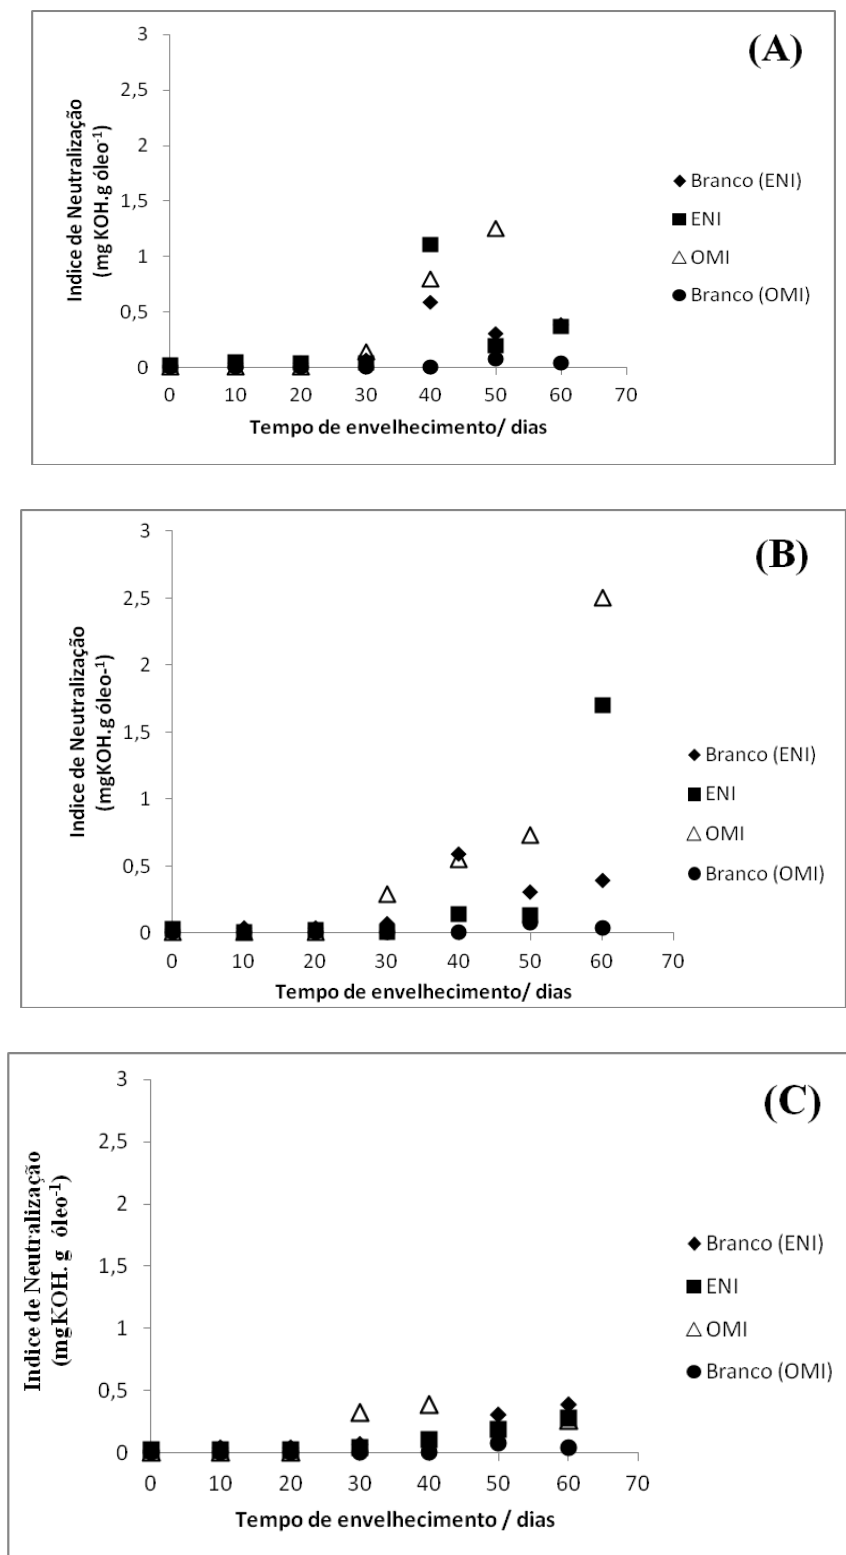 (A)
Indice de Neutralização
(mg KOH.g óleo-1)
3
2,5
2
1,5
1
0,5
0
0 10 20 30 40 50 60 70
Tempo de envelhecimento/ dias
Branco (ENI)
ENI
OMI
Branco (OMI)
(B)
Indice de Neutralização
(mgKOH.g óleo-1)
3
2,5
2
1,5
1
0,5
0
0 10 20 30 40 50 60 70
Tempo de envelhecimento/ dias
Branco (ENI)
ENI
OMI
Branco (OMI)
(C)
Indice de Neutralização
(mgKOH. g óleo-1)
3
2,5
2
1,5
1
0,5
0
0 10 20 30 40 50 60 70
Tempo de envelhecimento / dias
Branco (ENI)
ENI
OMI
Branco (OMI)